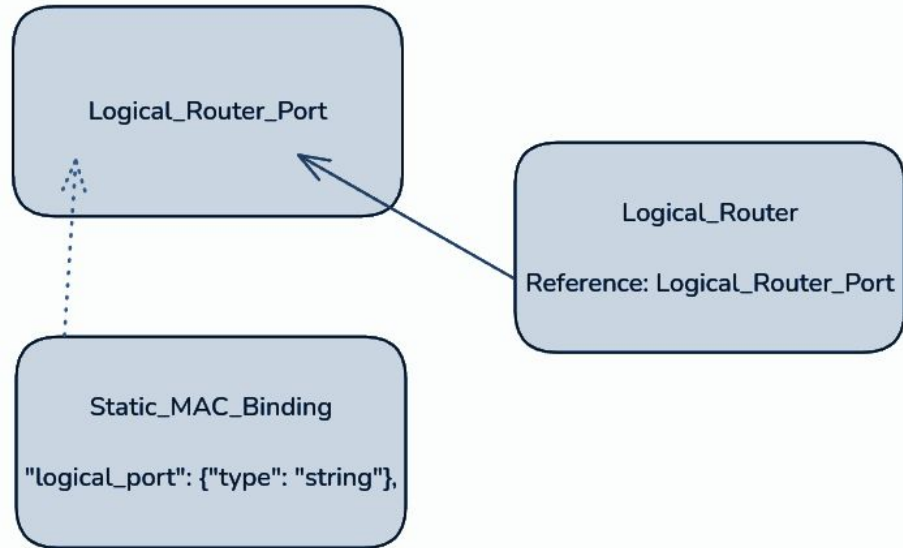 Logical_Router_Port
Logical_Router
Reference: Logical_Router_Port
Static_MAC_Binding
"logical_port": {"type": "string"},